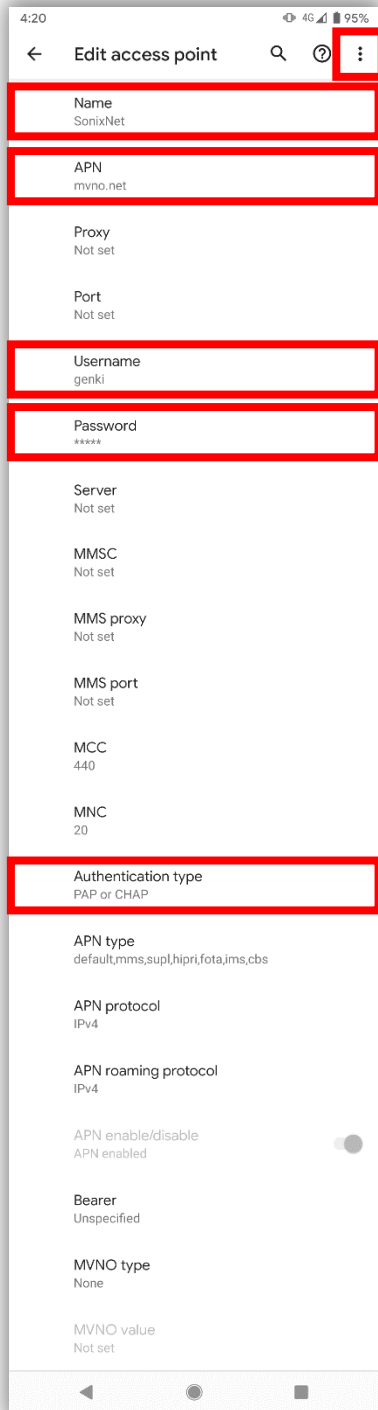 4:20 4G 95%
Edit access point
Name
SonixNet
APN
mvno.net
Proxy
Not set
Port
Not set
Username
genki
Password
*****
Server
Not set
MMSC
Not set
MMS proxy
Not set
MMS port
Not set
MCC
440
MNC
20
Authentication type
PAP or CHAP
APN type
default,mms,supl,hipri,fota,ims,cbs
APN protocol
IPv4
APN roaming protocol
IPv4
APN enable/disable
APN enabled
Bearer
Unspecified
MVNO type
None
MVNO value
Not set